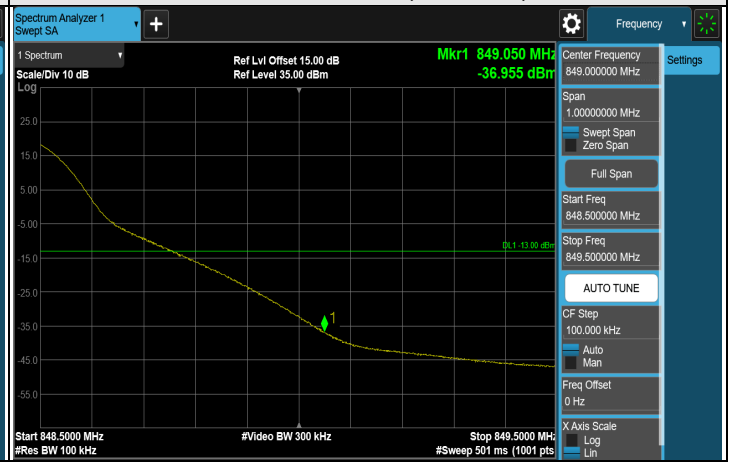 Spectrum Analyzer 1
Swept SA
+
Frequency
Settings
1 Spectrum
Scale/Div 10 dB
Log
Ref Lvl Offset 15.00 dB
Ref Level 35.00 dBm
Mkr1 849.050 MHz
-36.955 dBm
25.0
15.0
5.00
-5.00
-15.0
-25.0
-35.0
-45.0
-55.0
DL1 -13.00 dBm
1
Start 848.5000 MHz
#Res BW 100 kHz
#Video BW 300 kHz
Stop 849.5000 MHz
#Sweep 501 ms (1001 pts
Center Frequency
849.000000 MHz
Span
1.00000000 MHz
Swept Span
Zero Span
Full Span
Start Freq
848.500000 MHz
Stop Freq
849.500000 MHz
AUTO TUNE
CF Step
100.000 kHz
Auto
Man
Freq Offset
0 Hz
X Axis Scale
Log
Lin